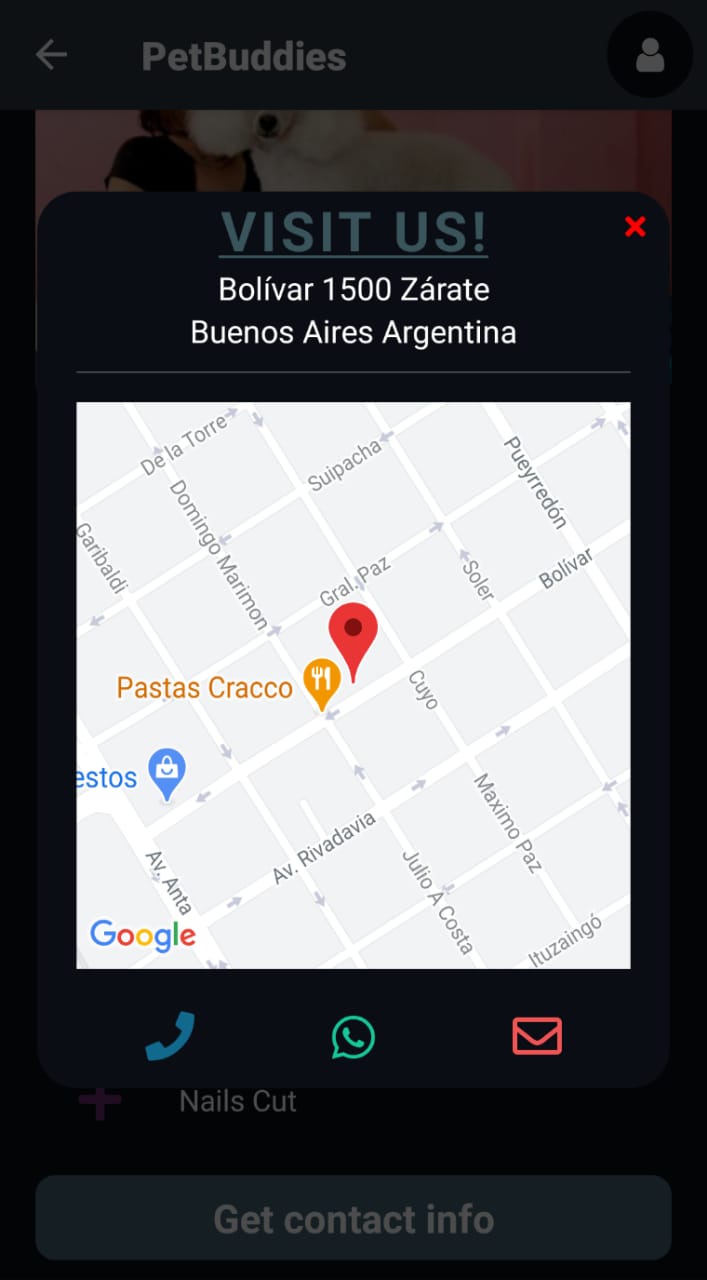 PetBuddies
VISIT US!
Bolívar 1500 Zárate
Buenos Aires Argentina
De la Torre
Suipacha
Pueyrredón
Garibaldi
Domingo Marimon
Gral. Paz
Soler
Bolívar
Pastas Cracco
Cuyo
estos
Maximo Paz
Av. Rivadavia
Av. Anta
Julio A Costa
Ituzaingó
Google
Nails Cut
Get contact info